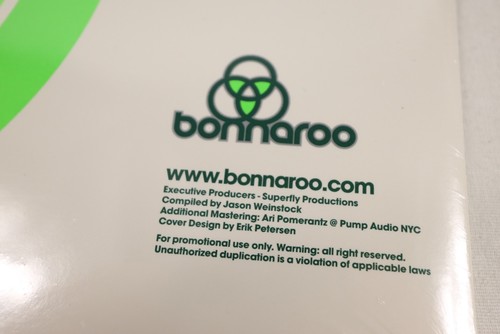 bonnaroo
www.bonnaroo.com
Executive Producers - Superfly Productions
Compiled by Jason Weinstock
Additional Mastering: Ari Pomerantz @ Pump Audio NYC
Cover Design by Erik Petersen
For promotional use only. Warning: all right reserved.
Unauthorized duplication is a violation of applicable laws